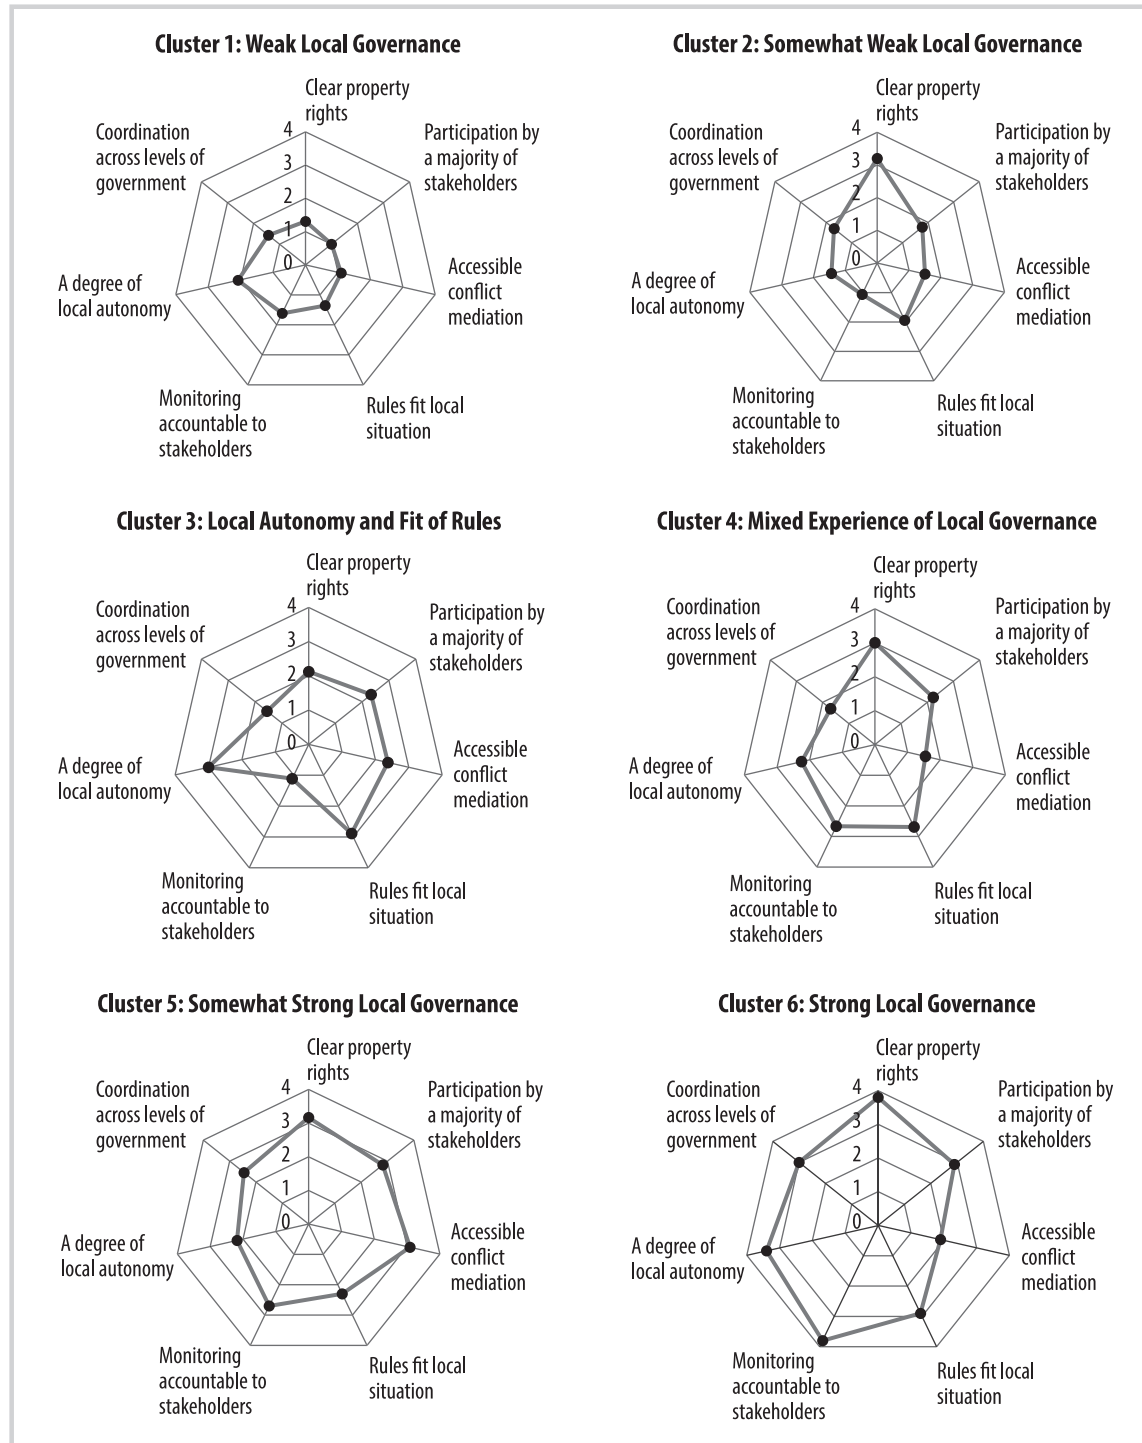 Cluster 1: Weak Local Governance
Clear property
rights
Coordination
across levels of
government
Participation by
a majority of
stakeholders
4
3
2
1
0
A degree of
local autonomy
Accessible
conflict
mediation
Monitoring
accountable to
stakeholders
Rules fit local
situation
Cluster 2: Somewhat Weak Local Governance
Clear property
rights
Coordination
across levels of
government
Participation by
a majority of
stakeholders
4
3
2
1
0
A degree of
local autonomy
Accessible
conflict
mediation
Monitoring
accountable to
stakeholders
Rules fit local
situation
Cluster 3: Local Autonomy and Fit of Rules
Clear property
rights
Coordination
across levels of
government
Participation by
a majority of
stakeholders
4
3
2
1
0
A degree of
local autonomy
Accessible
conflict
mediation
Monitoring
accountable to
stakeholders
Rules fit local
situation
Cluster 4: Mixed Experience of Local Governance
Clear property
rights
Coordination
across levels of
government
Participation by
a majority of
stakeholders
4
3
2
1
0
A degree of
local autonomy
Accessible
conflict
mediation
Monitoring
accountable to
stakeholders
Rules fit local
situation
Cluster 5: Somewhat Strong Local Governance
Clear property
rights
Coordination
across levels of
government
Participation by
a majority of
stakeholders
4
3
2
1
0
A degree of
local autonomy
Accessible
conflict
mediation
Monitoring
accountable to
stakeholders
Rules fit local
situation
Cluster 6: Strong Local Governance
Clear property
rights
Coordination
across levels of
government
Participation by
a majority of
stakeholders
4
3
2
1
0
A degree of
local autonomy
Accessible
conflict
mediation
Monitoring
accountable to
stakeholders
Rules fit local
situation